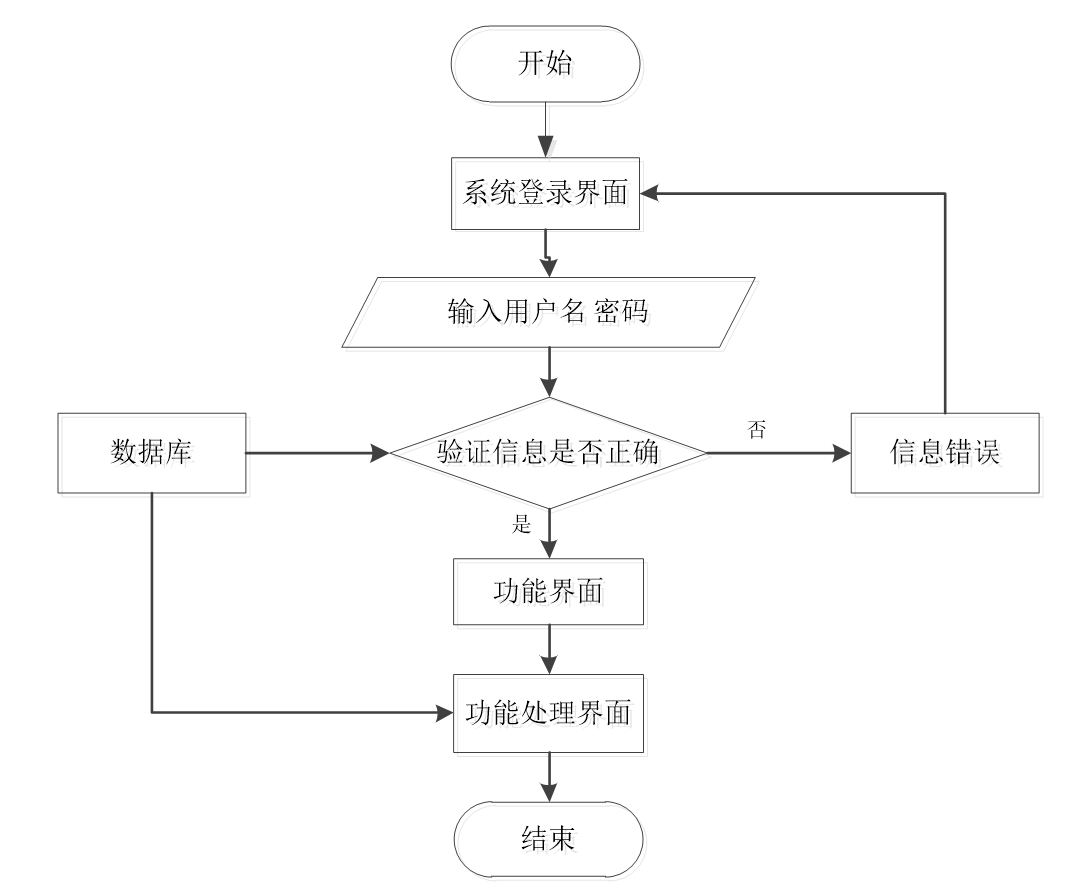 开始
系统登录界面
输入用户名 密码
否
数据库
验证信息是否正确
信息错误
是
功能界面
功能处理界面
结束